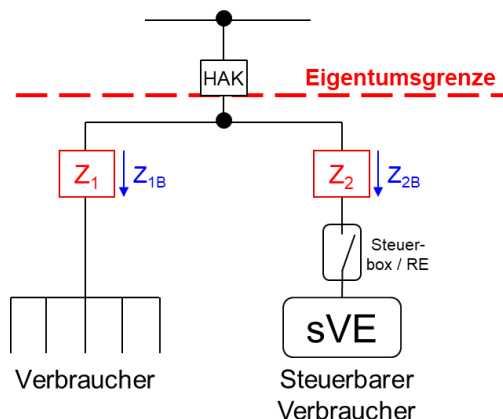 HAK
Eigentumsgrenze
Z₁
Z₁B
Z₂
Z₂B
Steuer-
box / RE
sVE
Verbraucher
Steuerbarer
Verbraucher